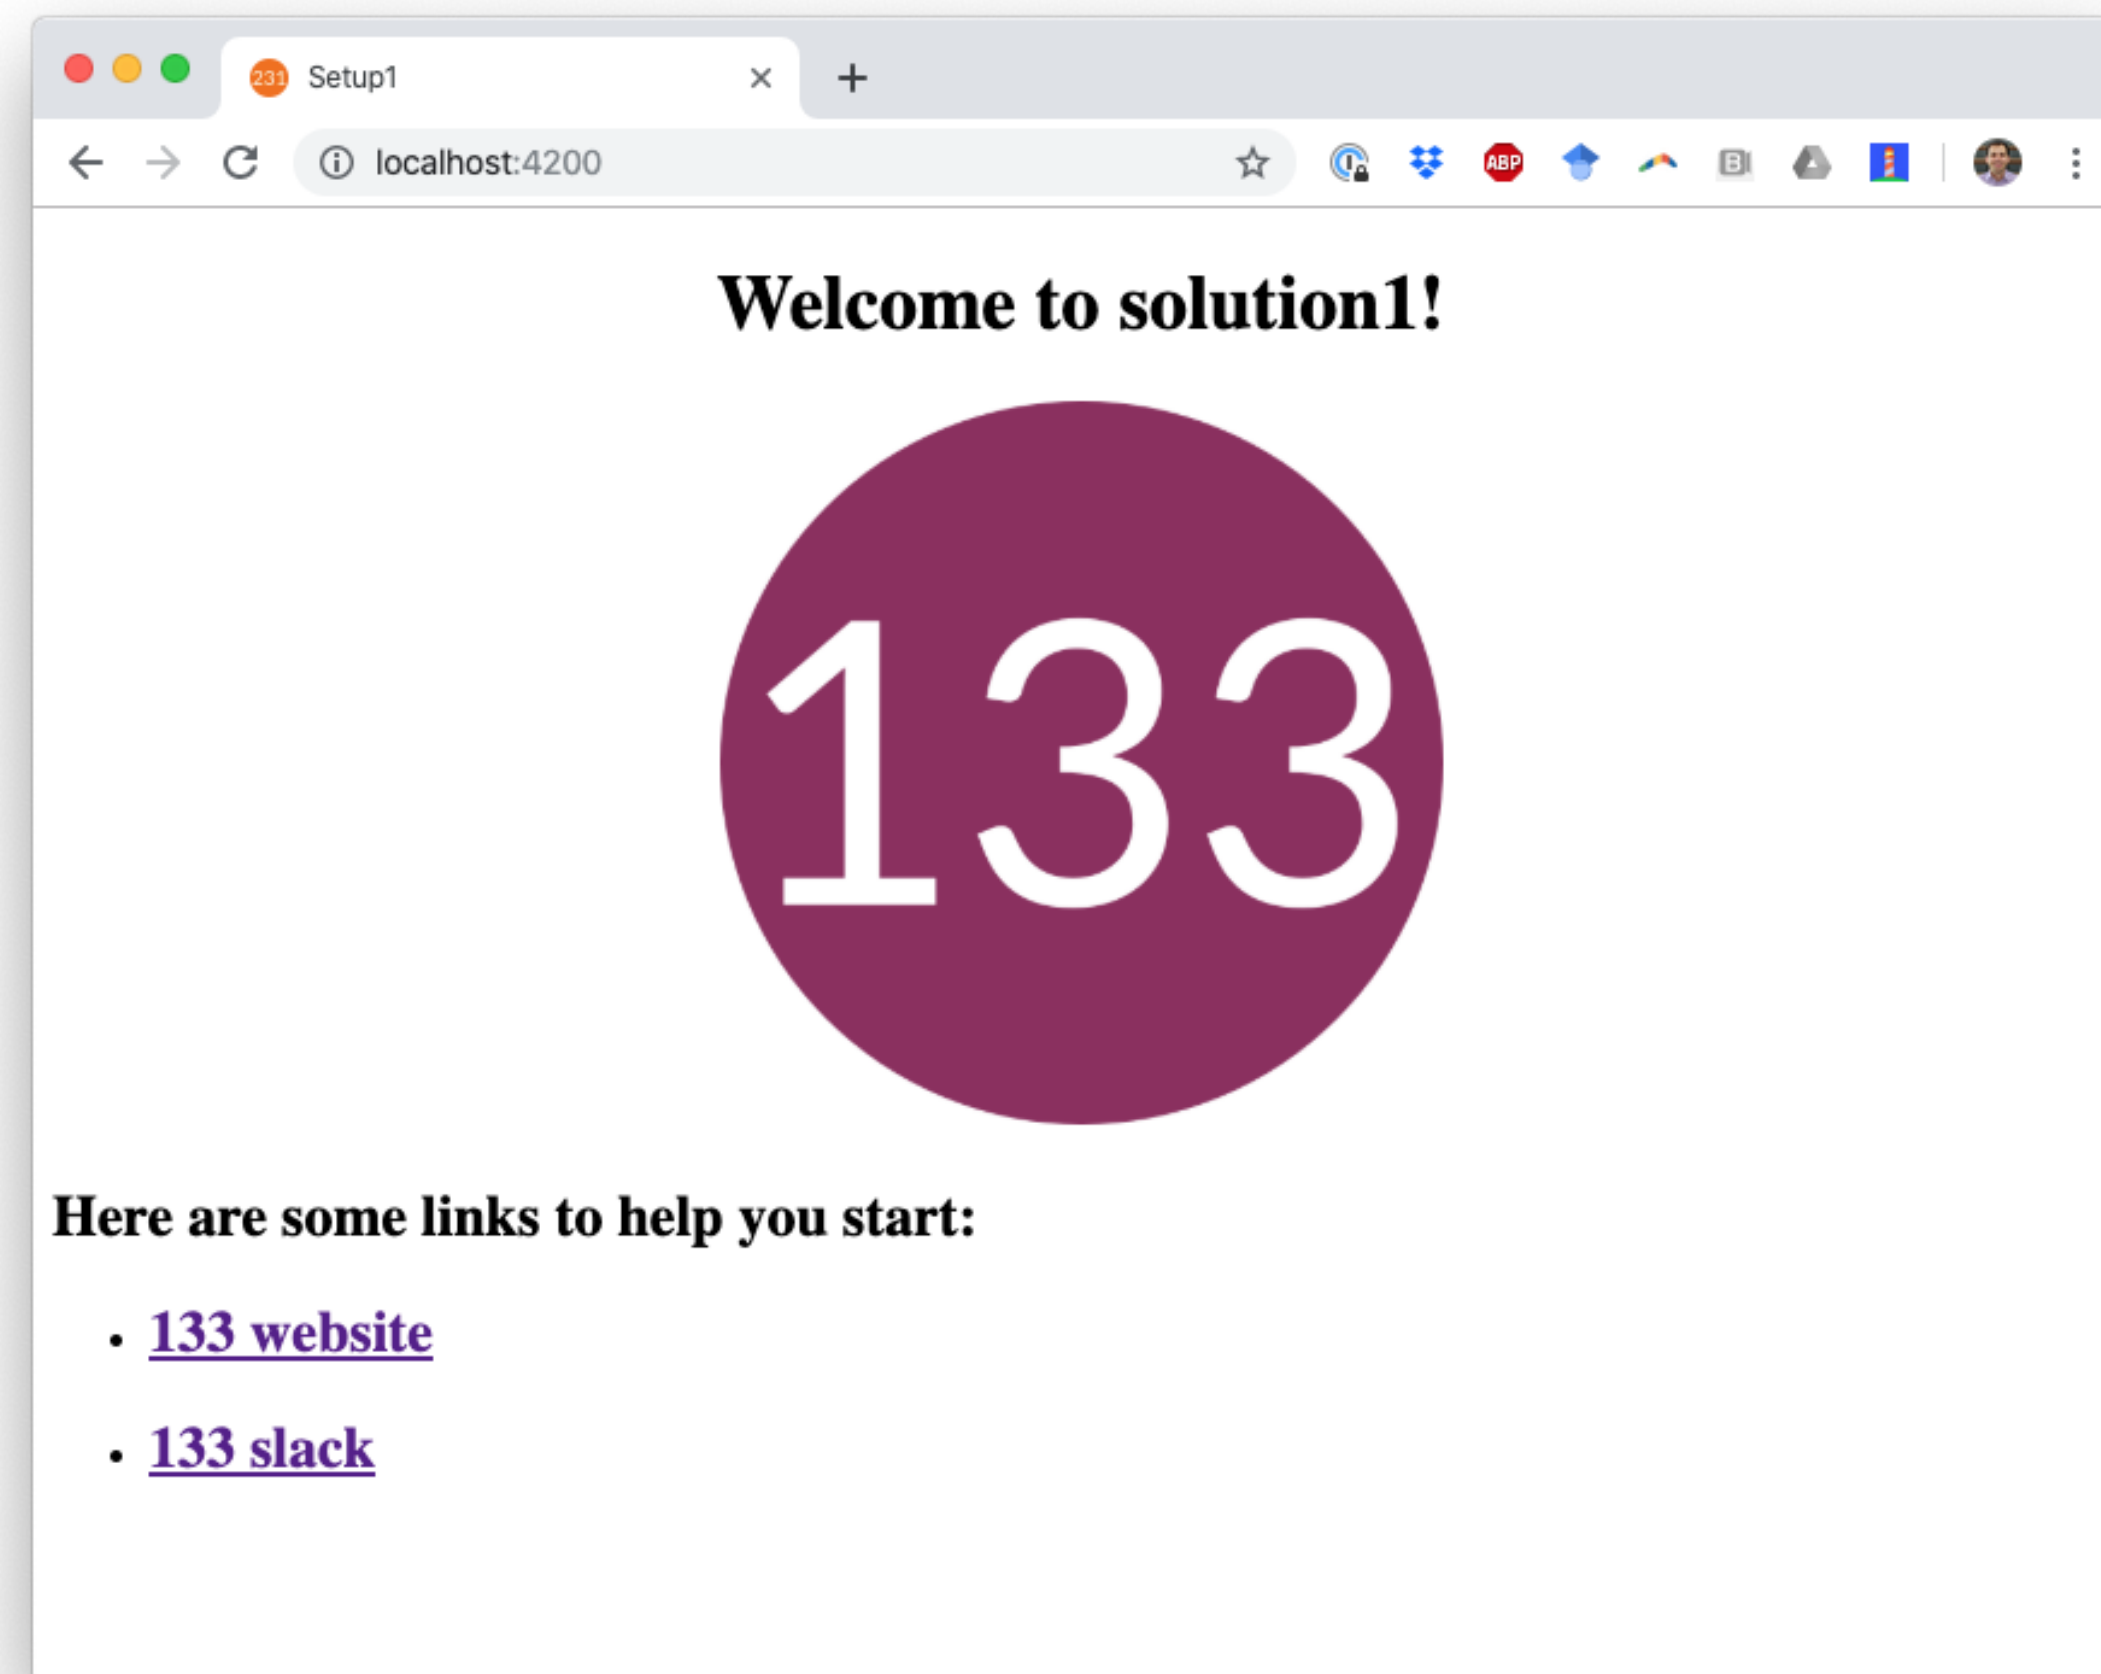 231 Setup1
localhost:4200 ABP B
Welcome to solution1!
133
Here are some links to help you start:
133 website
133 slack